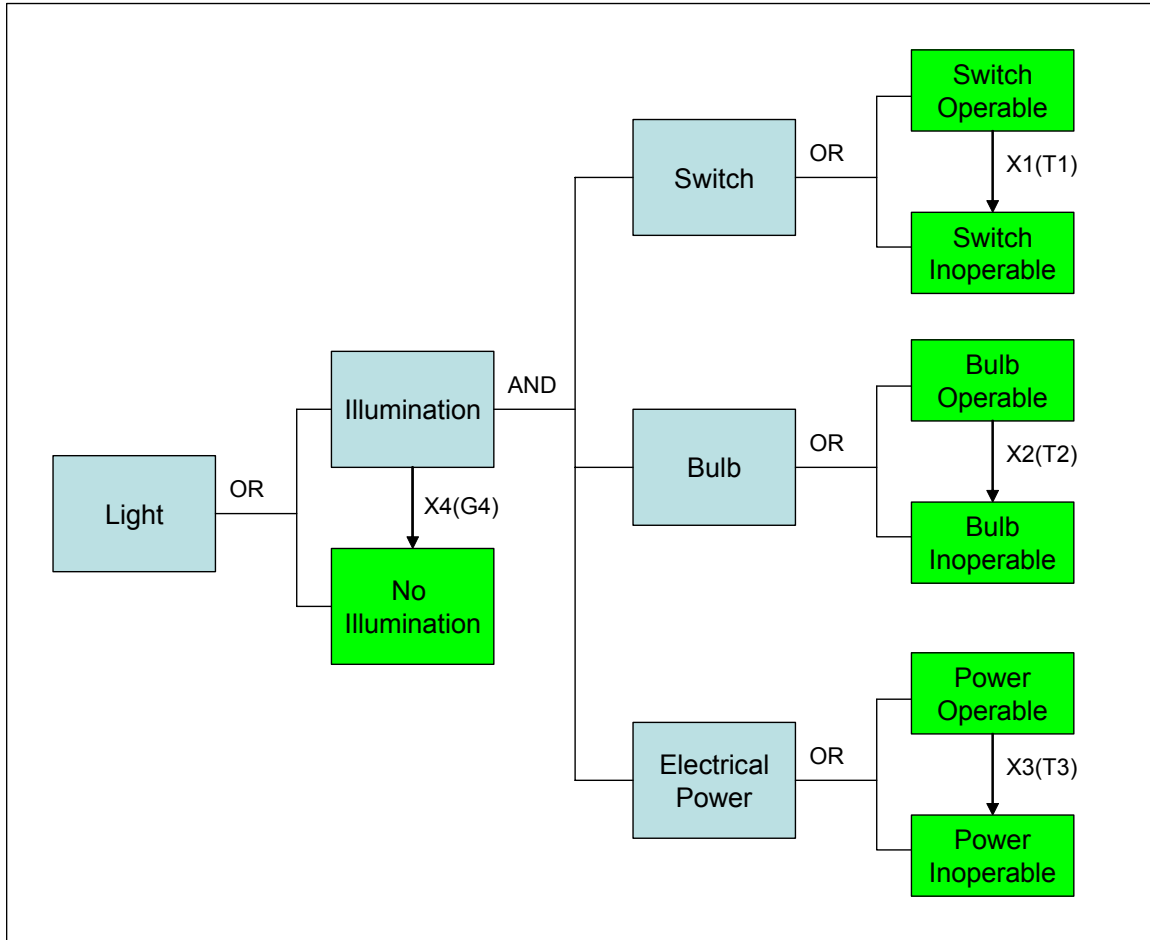 Light
OR
Illumination
X4(G4)
No
Illumination
AND
Switch
OR
Switch
Operable
X1(T1)
Switch
Inoperable
Bulb
OR
Bulb
Operable
X2(T2)
Bulb
Inoperable
Electrical
Power
OR
Power
Operable
X3(T3)
Power
Inoperable